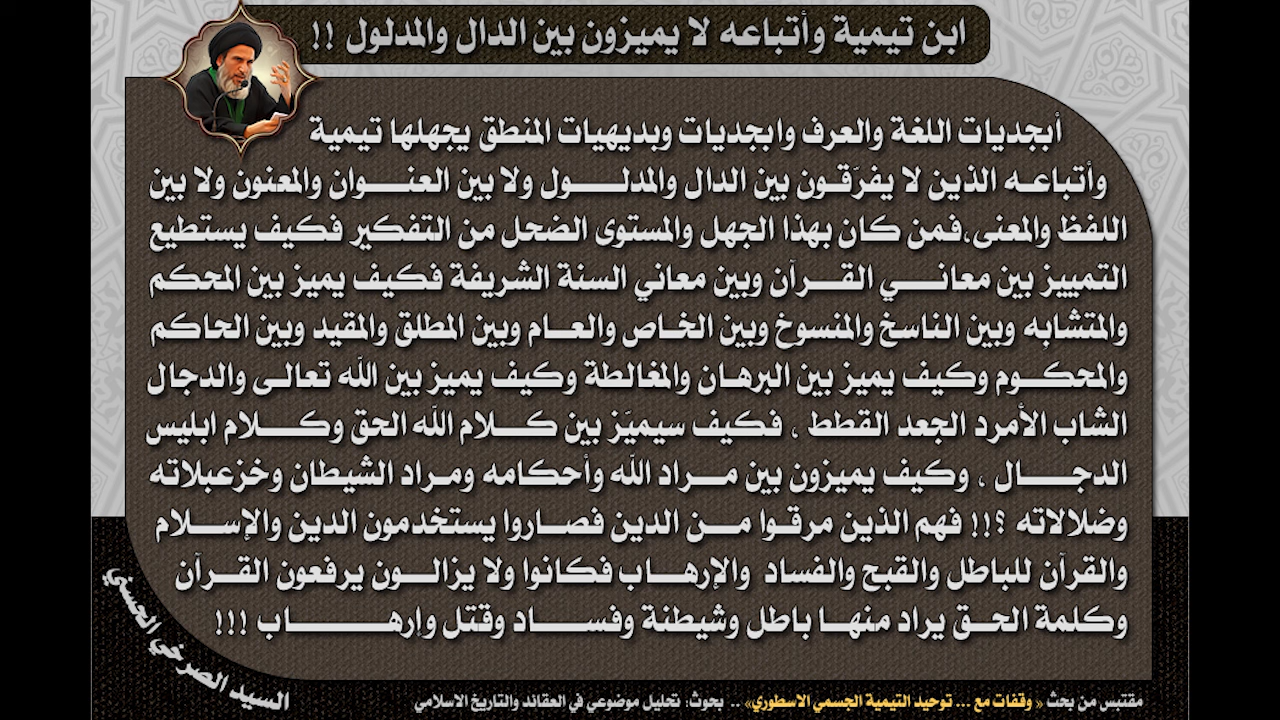 ابن تيمية وأتباعه لا يميزون بين الدال والمدلول !!
أبجديات اللغة والعرف وابجديات وبديهيات المنطق يجهلها تيمية
وأتباعه الذين لا يفرّقون بين الدال والمدلول ولا بين العنوان والمعنون ولا بين
اللفظ والمعنى،فمن كان بهذا الجهل والمستوى الضحل من التفكير فكيف يستطيع
التمييز بين معاني القرآن وبين معاني السنة الشريفة فكيف يميز بين المحكم
والمتشابه وبين الناسخ والمنسوخ وبين الخاص والعام وبين المطلق والمقيد وبين الحاكم
والمحكوم وكيف يميز بين البرهان والمغالطة وكيف يميز بين الله تعالى والدجال
الشاب الأمرد الجعد القطط ، فكيف سيميّز بين كلام الله الحق وكلام ابليس
الدجال ، وكيف يميزون بين مراد الله وأحكامه ومراد الشيطان وخزعبلاته
وضلالاته ؟!! فهم الذين مرقوا من الدين فصاروا يستخدمون الدين والإسلام
والقرآن للباطل والقبح والفساد والإرهاب فكانوا ولا يزالون يرفعون القرآن
وكلمة الحق يراد منها باطل وشيطنة وفساد وقتل وإرهاب !!!
السيد الصرخي الحسني
مقتبس من بحث « وقفات مع ... توحيد التيمية الجسمي الاسطوري» .. بحوث: تحليل موضوعي في العقائد والتاريخ الاسلامي